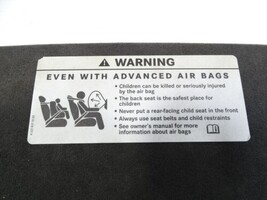 WARNING
EVEN WITH ADVANCED AIR BAGS
• Children can be killed or seriously injured
by the air bag
• The back seat is the safest place for
children
• Never put a rear-facing child seat in the front
• Always use seat belts and child restraints
• See owner's manual for more
information about air bags